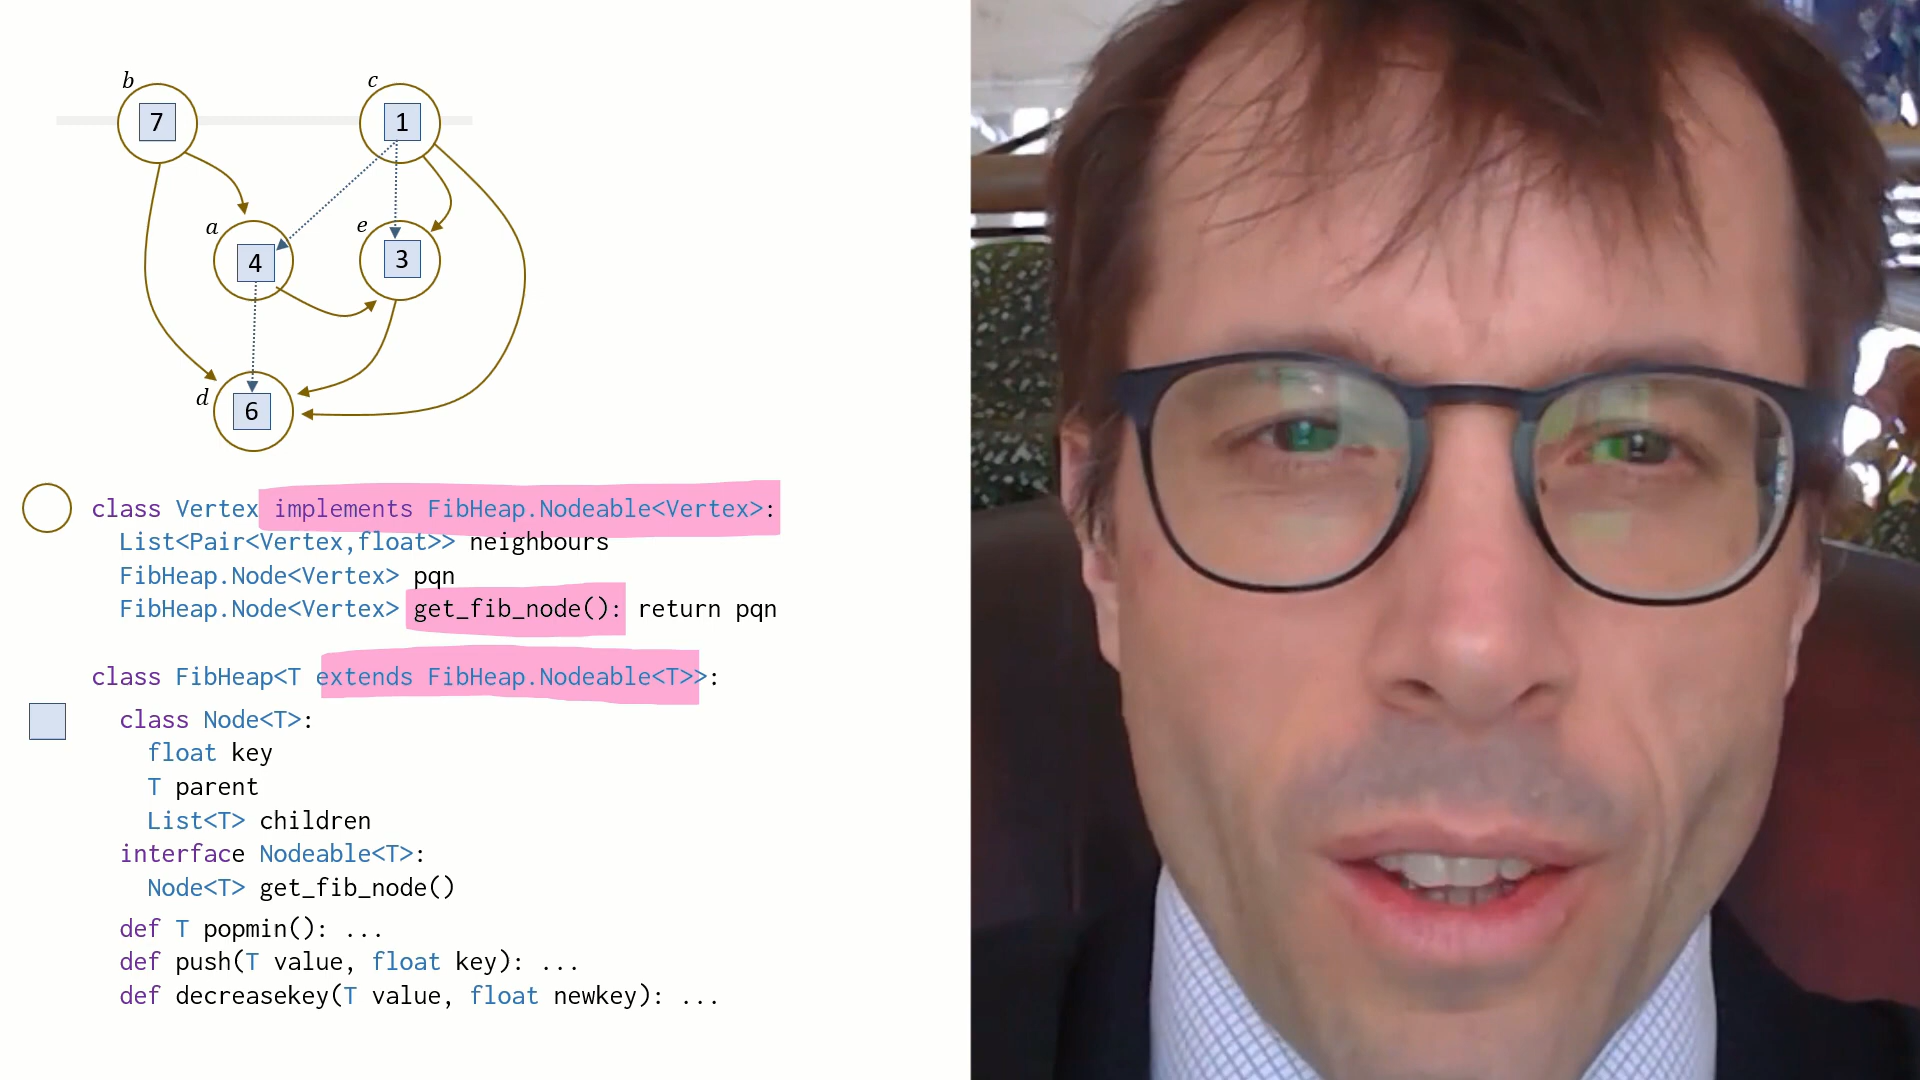 b
c
7
1
a
e
4
3
d
6
class Vertex implements FibHeap.Nodeable<Vertex>:
List<Pair<Vertex,float>> neighbours
FibHeap.Node<Vertex> pqn
FibHeap.Node<Vertex> get_fib_node(): return pqn
class FibHeap<T extends FibHeap.Nodeable<T>>:
class Node<T>:
float key
T parent
List<T> children
interface Nodeable<T>:
Node<T> get_fib_node()
def T popmin(): ...
def push(T value, float key): ...
def decreasekey(T value, float newkey): ...